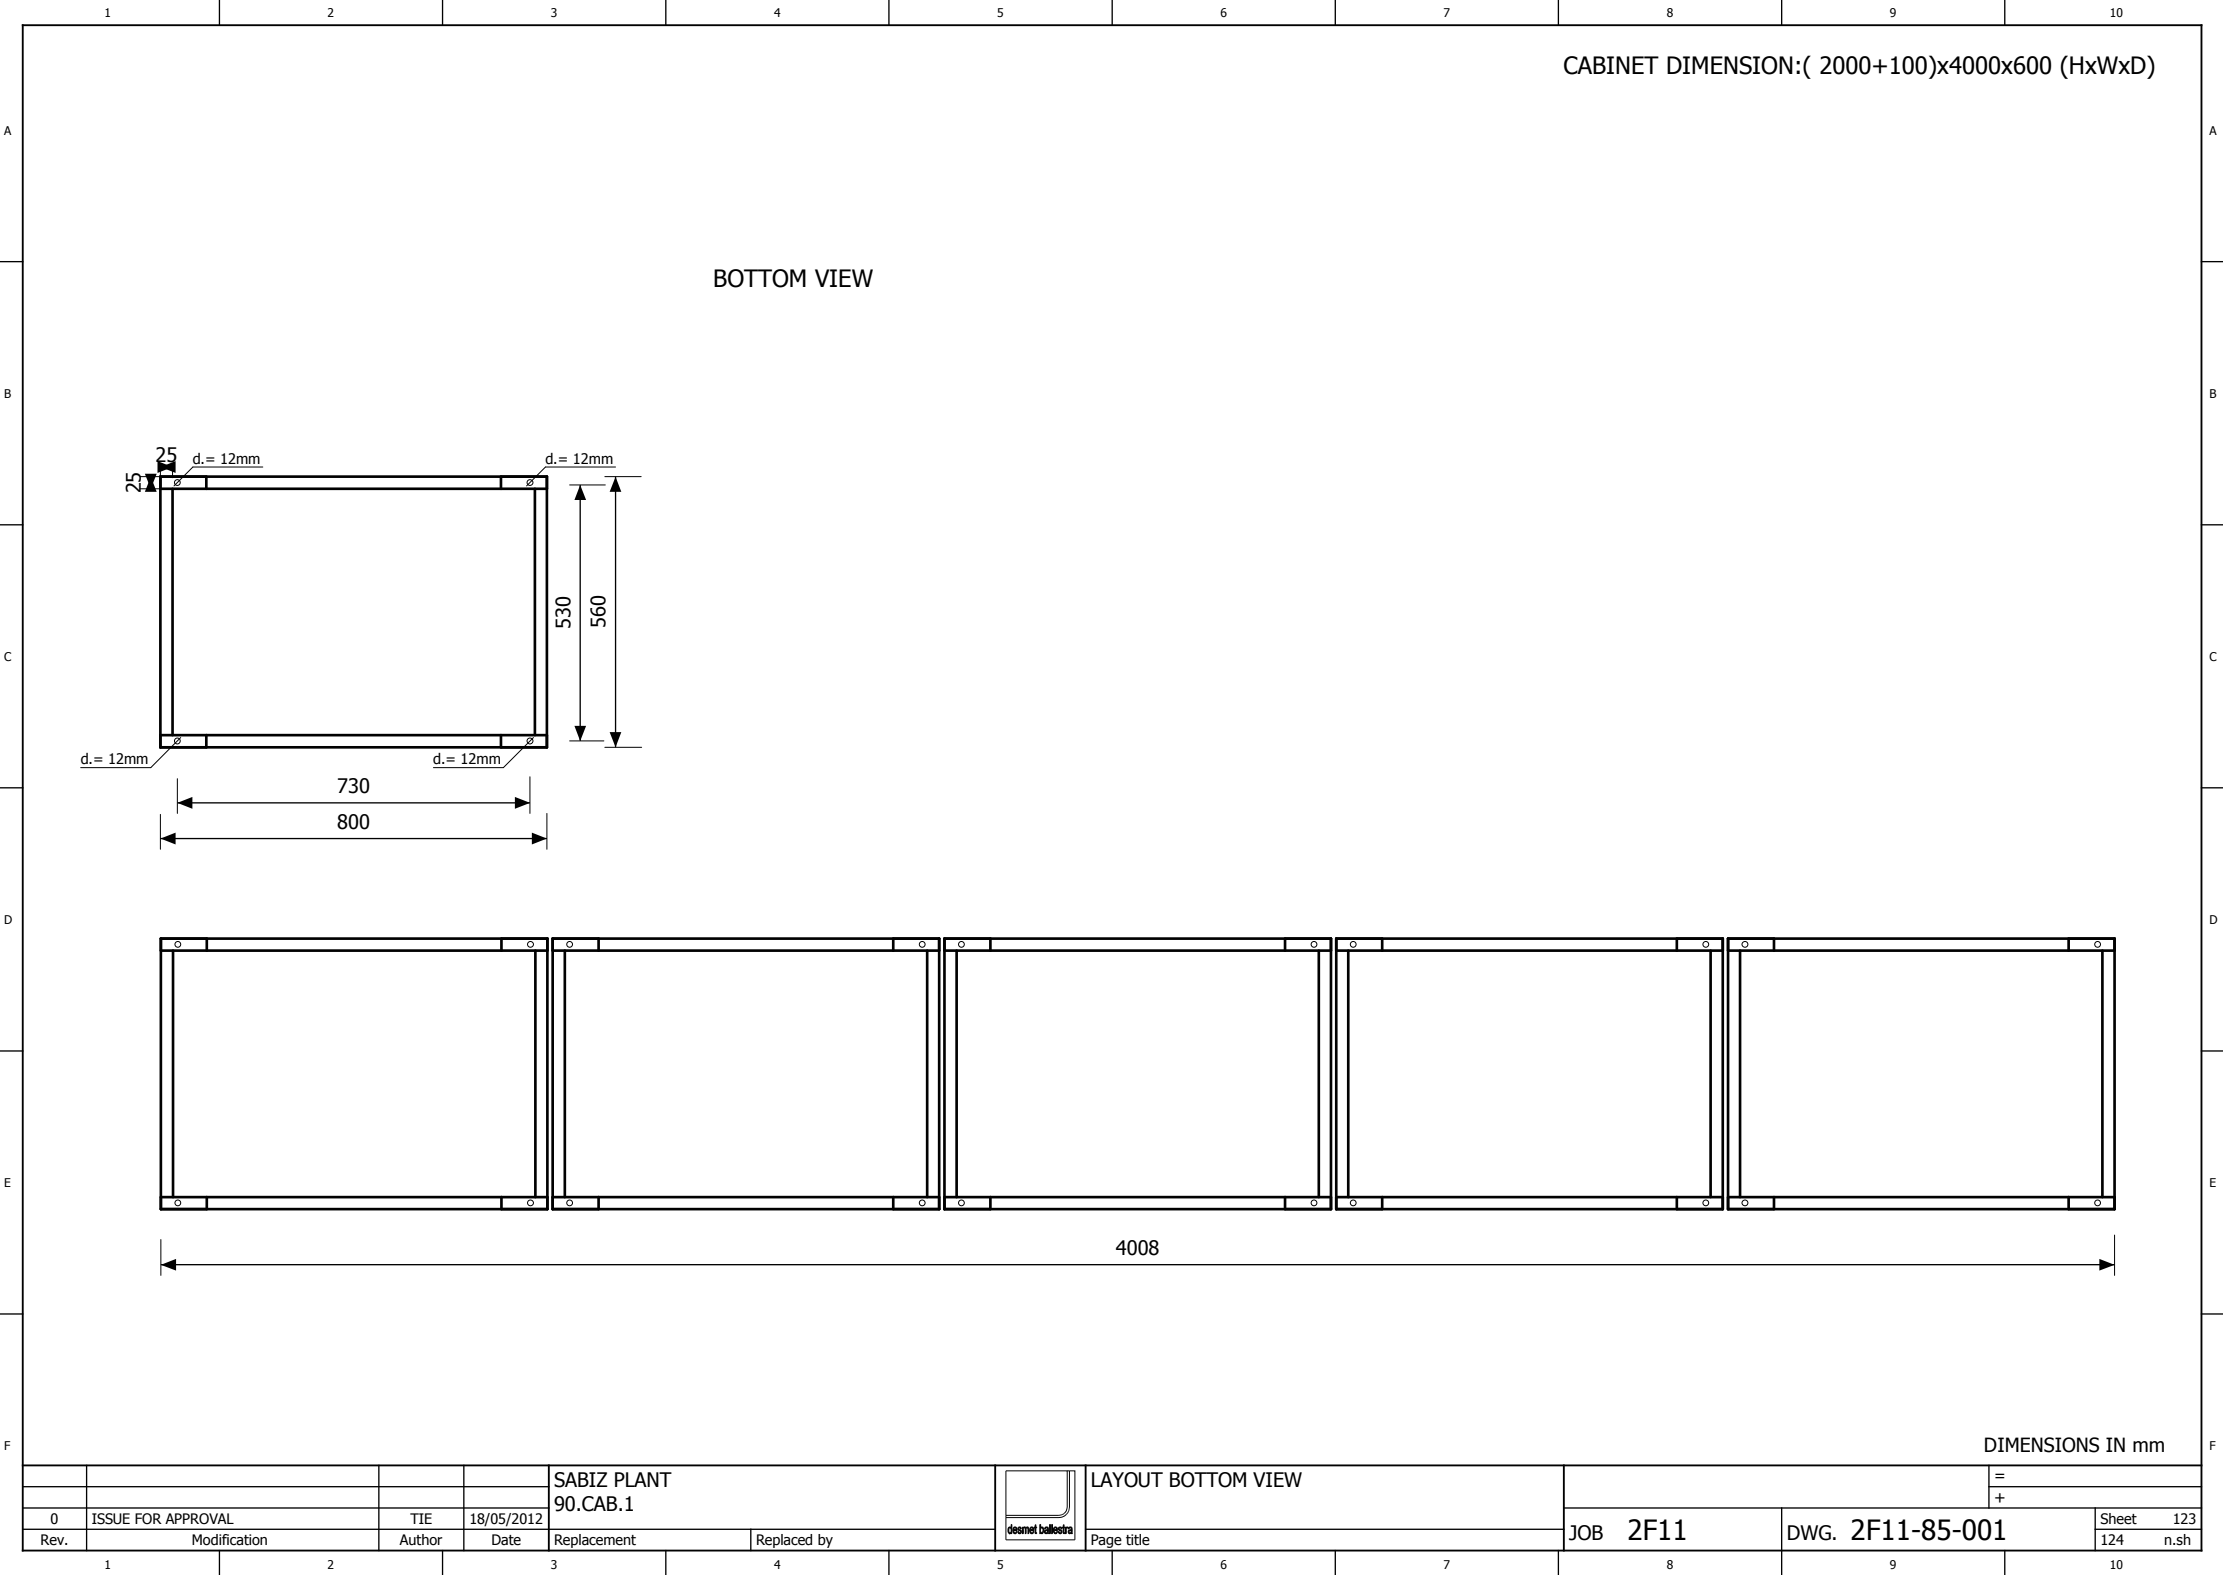 1 2 3 4 5 6 7 8 9 10
CABINET DIMENSION:( 2000+100)x4000x600 (HxWxD)
A A
BOTTOM VIEW
B B
25 d.= 12mm d.= 12mm
25
530 560
C C
d.= 12mm d.= 12mm
730
800
D D
E E
4008
F F
DIMENSIONS IN mm
SABIZ PLANT
90.CAB.1
desmet ballestra
LAYOUT BOTTOM VIEW
=
+
0 ISSUE FOR APPROVAL TIE 18/05/2012
Rev. Modification Author Date Replacement Replaced by Page title
JOB 2F11 DWG. 2F11-85-001
Sheet 123
124 n.sh
1 2 3 4 5 6 7 8 9 10